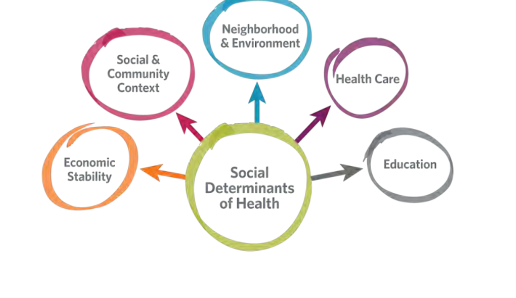 Neighborhood
& Environment
Social &
Community
Context
Health Care
Economic
Stability
Education
Social
Determinants
of Health